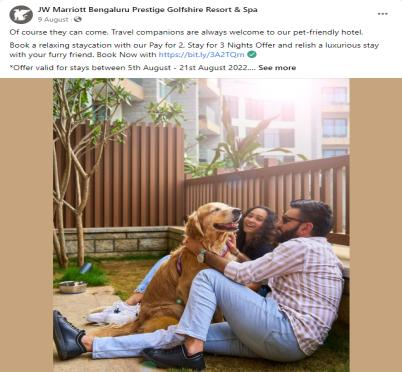 JW Marriott Bengaluru Prestige Golfshire Resort & Spa
9 August ·
Of course they can come. Travel companions are always welcome to our pet-friendly hotel.
Book a relaxing staycation with our Pay for 2, Stay for 3 Nights Offer and relish a luxurious stay
with your furry friend. Book Now with https://bit.ly/3A2TQm
*Offer valid for stays between 5th August - 21st August 2022.... See more